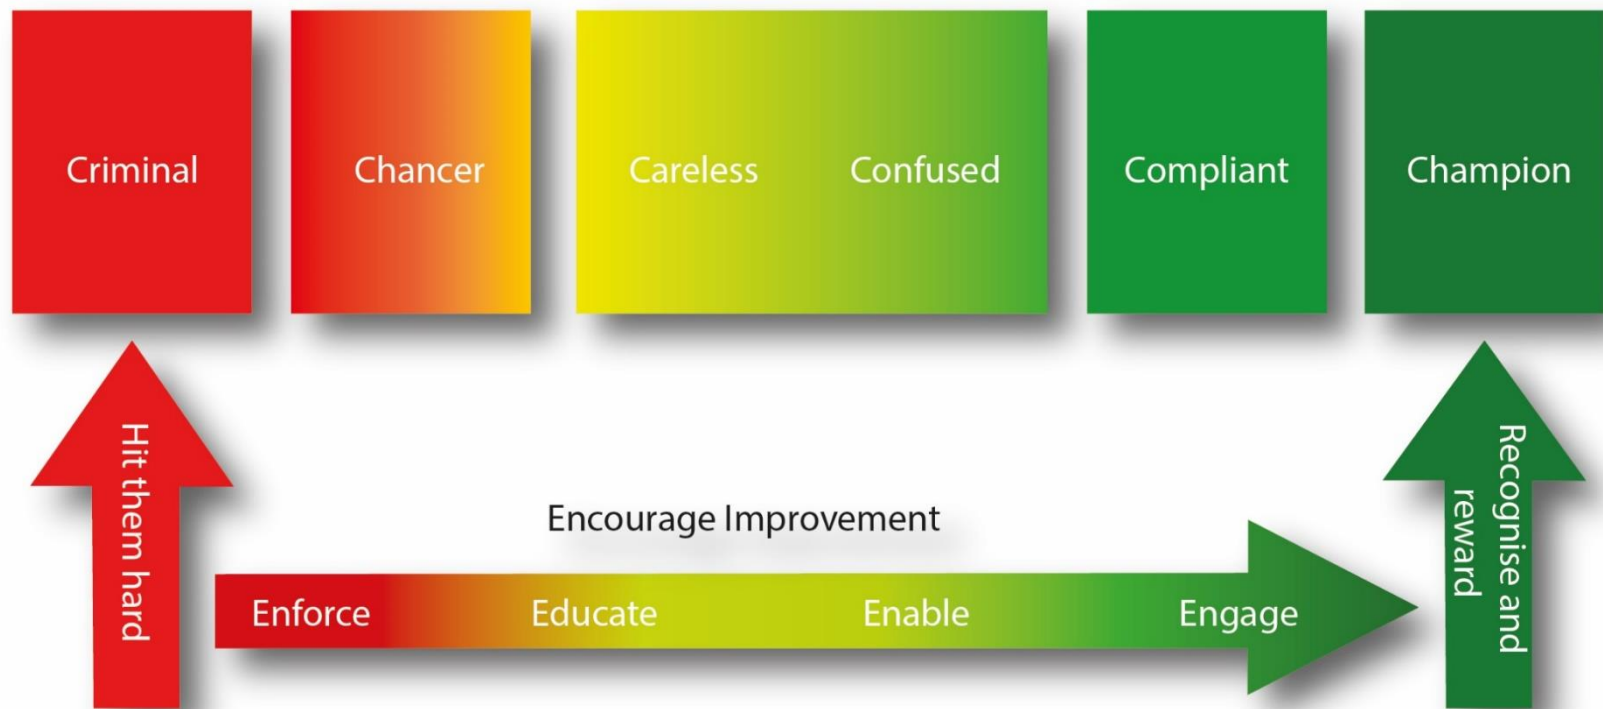 Criminal
Chancer
Careless
Confused
Compliant
Champion
Hit them hard
Encourage Improvement
Enforce
Educate
Enable
Engage
Recognise and
reward